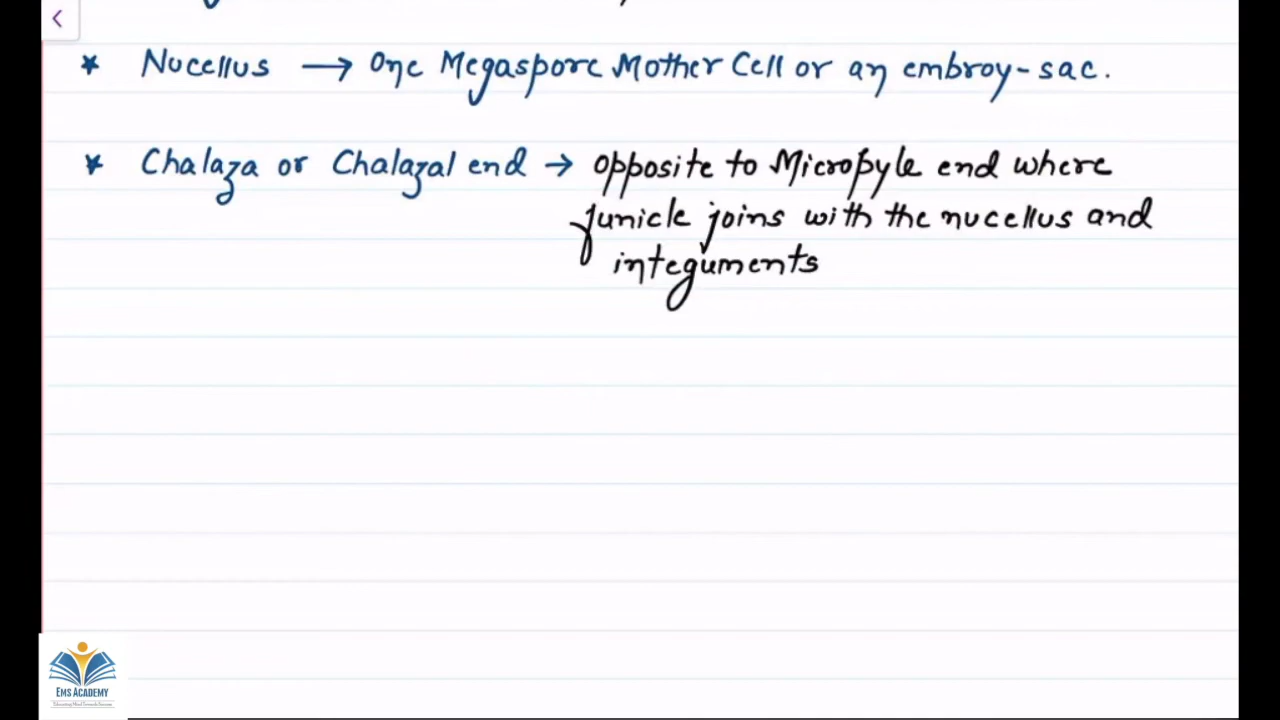 * Nucellus → One Megaspore Mother Cell or an embroy-sac.
* Chalaza or Chalazal end → opposite to Micropyle end where
funicle joins with the nucellus and
integuments
EMS ACADEMY